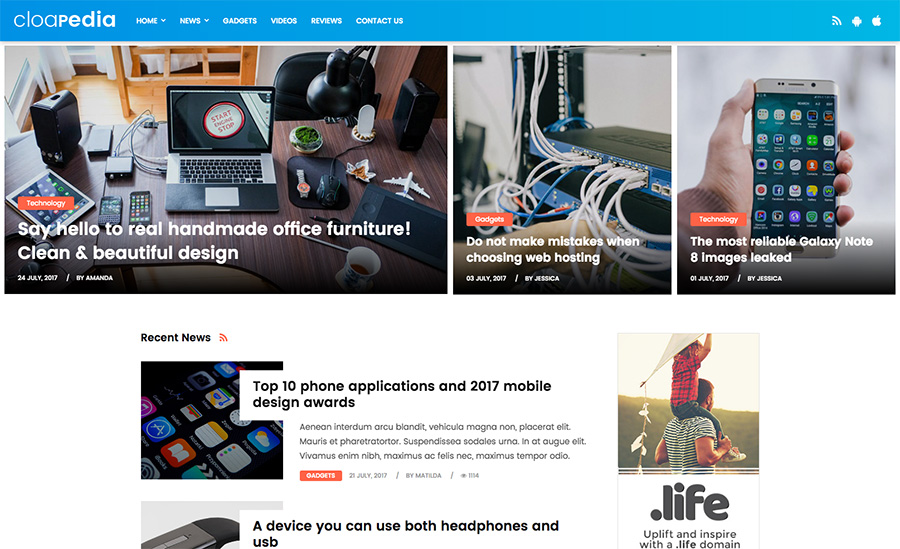 cloapedia
HOME
NEWS
GADGETS
VIDEOS
REVIEWS
CONTACT US
START
ENGINE
STOP
Technology
Say hello to real handmade office furniture!
Clean & beautiful design
24 JULY, 2017 / BY AMANDA
Gadgets
Do not make mistakes when
choosing web hosting
03 JULY, 2017 / BY JESSICA
Technology
The most reliable Galaxy Note
8 images leaked
01 JULY, 2017 / BY JESSICA
Recent News
Top 10 phone applications and 2017 mobile
design awards
Aenean interdum arcu blandit, vehicula magna non, placerat elit.
Mauris et pharetratortor. Suspendissea sodales urna. In at augue elit.
Vivamus enim nibh, maximus ac felis nec, maximus tempor odio.
GADGETS 21 JULY, 2017 / BY MATILDA / 1114
A device you can use both headphones and
usb
.life
Uplift and inspire
with a .life domain